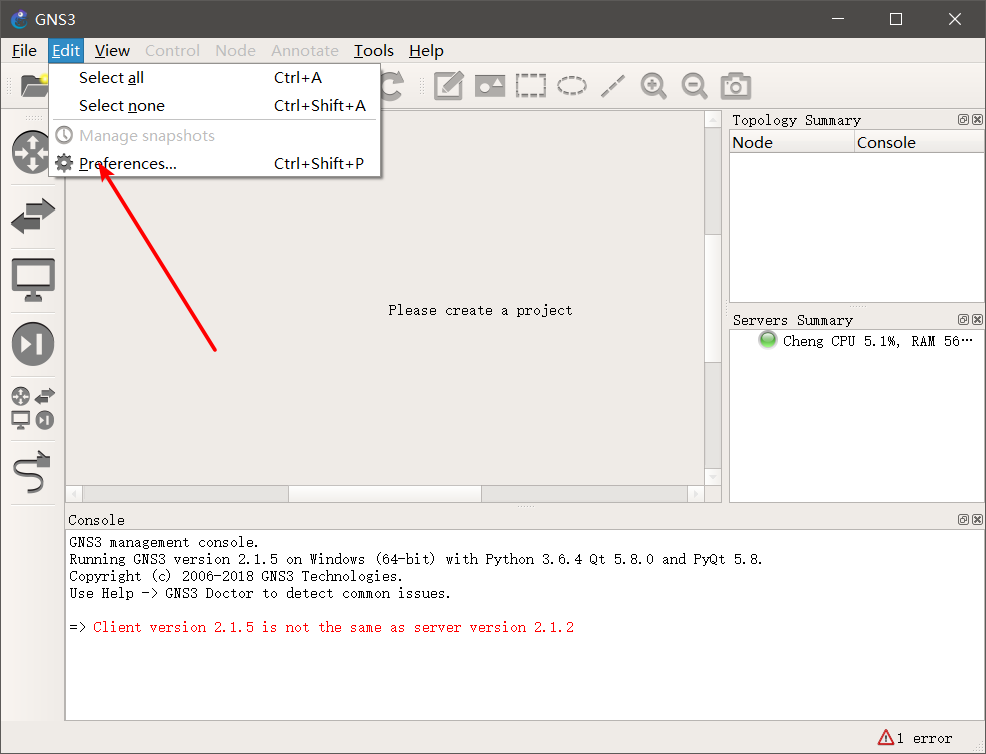 GNS3
File Edit View Control Node Annotate Tools Help
Select all Ctrl+A
Select none Ctrl+Shift+A
Manage snapshots
Preferences... Ctrl+Shift+P
Please create a project
Topology Summary
Node Console
Servers Summary
Cheng CPU 5.1%, RAM 56···
Console
GNS3 management console.
Running GNS3 version 2.1.5 on Windows (64-bit) with Python 3.6.4 Qt 5.8.0 and PyQt 5.8.
Copyright (c) 2006-2018 GNS3 Technologies.
Use Help -> GNS3 Doctor to detect common issues.
=> Client version 2.1.5 is not the same as server version 2.1.2
1 error